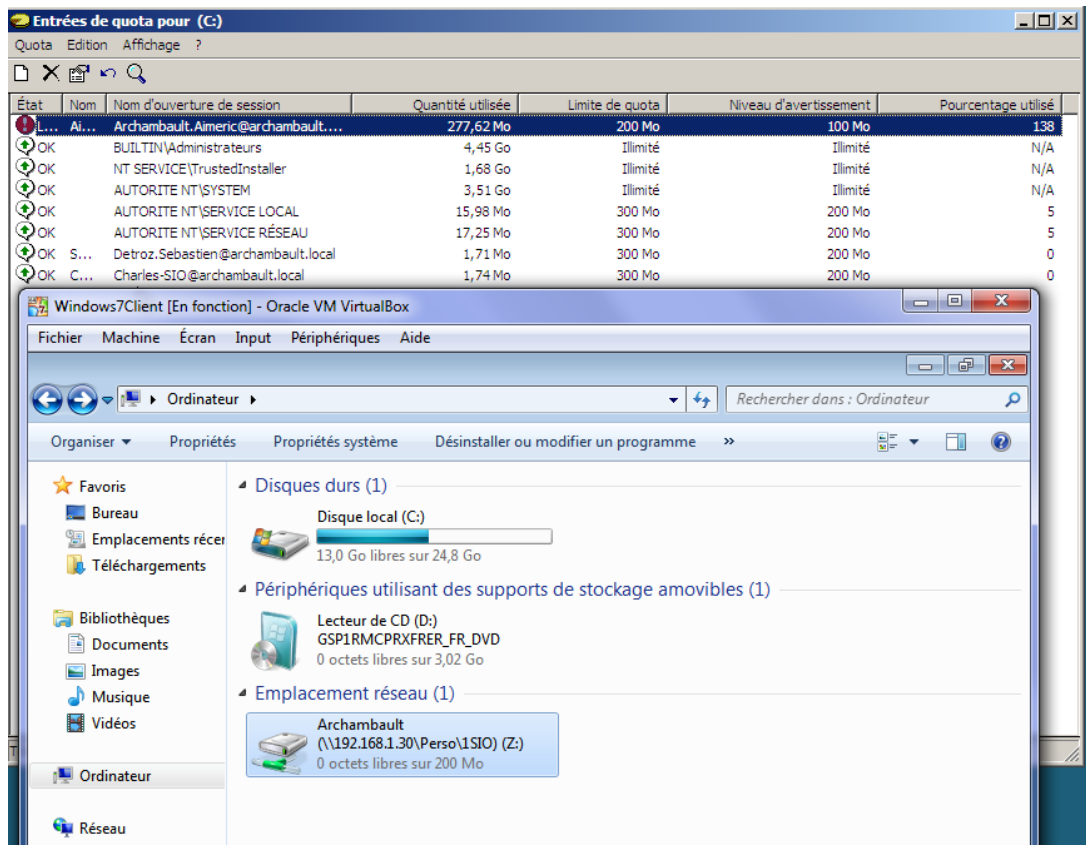 Entrées de quota pour (C:)
Quota Edition Affichage ?
État Nom Nom d'ouverture de session Quantité utilisée Limite de quota Niveau d'avertissement Pourcentage utilisé
L... Ai... Archambault.Aimeric@archambault.... 277,62 Mo 200 Mo 100 Mo 138
OK BUILTIN\Administrateurs 4,45 Go Illimité Illimité N/A
OK NT SERVICE\TrustedInstaller 1,68 Go Illimité Illimité N/A
OK AUTORITE NT\SYSTEM 3,51 Go Illimité Illimité N/A
OK AUTORITE NT\SERVICE LOCAL 15,98 Mo 300 Mo 200 Mo 5
OK AUTORITE NT\SERVICE RÉSEAU 17,25 Mo 300 Mo 200 Mo 5
OK S... Detroz.Sebastien@archambault.local 1,71 Mo 300 Mo 200 Mo 0
OK C... Charles-SIO@archambault.local 1,74 Mo 300 Mo 200 Mo 0
Windows7Client [En fonction] - Oracle VM VirtualBox
Fichier Machine Écran Input Périphériques Aide
Ordinateur
Rechercher dans : Ordinateur
Organiser Propriétés Propriétés système Désinstaller ou modifier un programme »
Favoris
Bureau
Emplacements récer
Téléchargements
Bibliothèques
Documents
Images
Musique
Vidéos
Ordinateur
Réseau
Disques durs (1)
Disque local (C:)
13,0 Go libres sur 24,8 Go
Périphériques utilisant des supports de stockage amovibles (1)
Lecteur de CD (D:)
GSP1RMCPRXFRER_FR_DVD
0 octets libres sur 3,02 Go
Emplacement réseau (1)
Archambault
(\\192.168.1.30\Perso\1SIO) (Z:)
0 octets libres sur 200 Mo